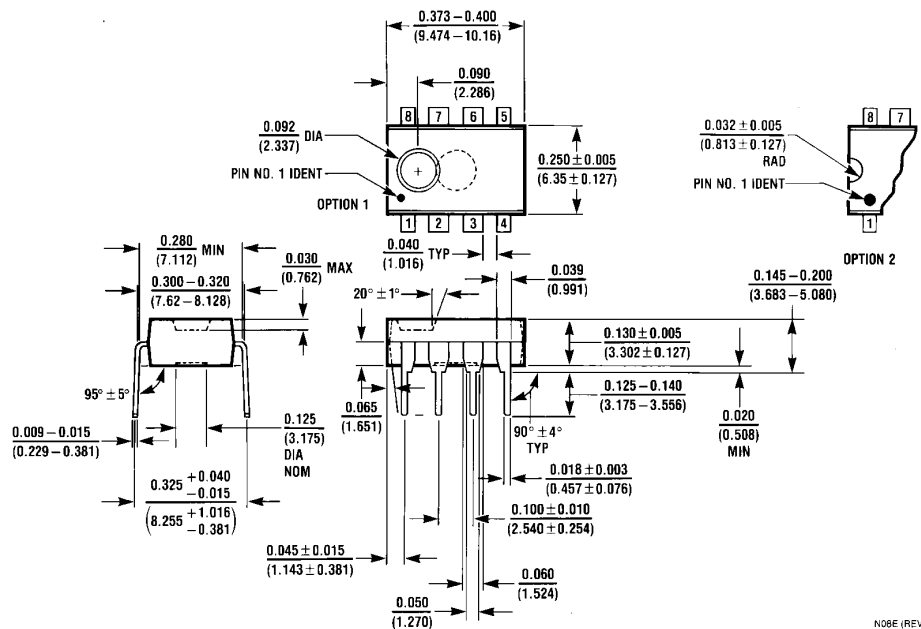 0.373 – 0.400
(9.474 – 10.16)
0.090
(2.286)
8 7 6 5
0.092 DIA
(2.337)
PIN NO. 1 IDENT
OPTION 1
1 2 3 4
0.250 ± 0.005
(6.35 ± 0.127)
0.032 ± 0.005
(0.813 ± 0.127)
RAD
PIN NO. 1 IDENT
8 7
1
OPTION 2
0.280 MIN
(7.112)
0.030 MAX
(0.762)
0.300 – 0.320
(7.62 – 8.128)
0.040 TYP
(1.016)
0.039
(0.991)
0.145 – 0.200
(3.683 – 5.080)
20° ± 1°
0.130 ± 0.005
(3.302 ± 0.127)
95° ± 5°
0.065
(1.651)
0.125 – 0.140
(3.175 – 3.556)
0.020
(0.508)
MIN
90° ± 4°
TYP
0.125
(3.175)
DIA
NOM
0.009 – 0.015
(0.229 – 0.381)
0.018 ± 0.003
(0.457 ± 0.076)
0.325 +0.040
–0.015
(8.255 +1.016
–0.381)
0.100 ± 0.010
(2.540 ± 0.254)
0.045 ± 0.015
(1.143 ± 0.381)
0.060
(1.524)
0.050
(1.270)
N08E (REV